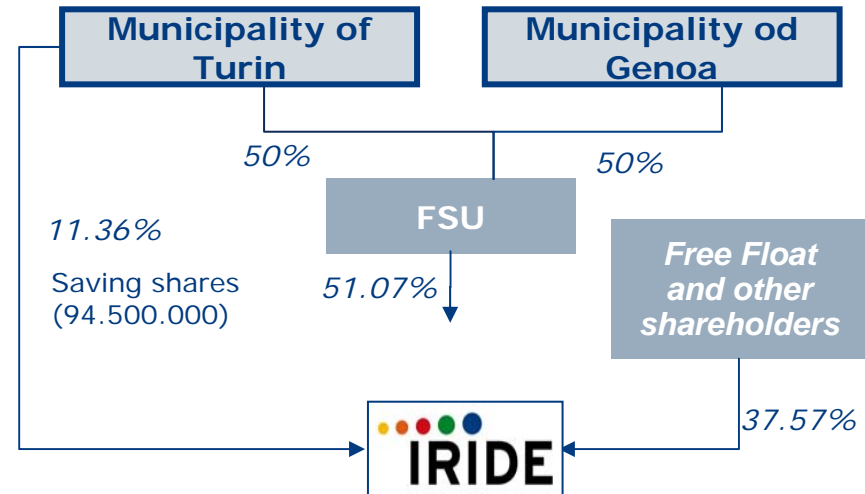 Municipality of
Turin
Municipality od
Genoa
50%
50%
FSU
11.36%
Saving shares
(94.500.000)
51.07%
Free Float
and other
shareholders
37.57%
IRIDE